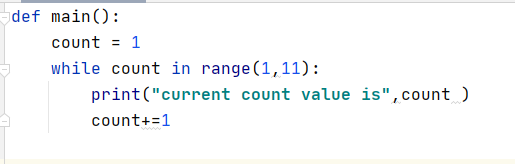 def main():
    count = 1
    while count in range(1,11):
        print("current count value is",count )
        count+=1